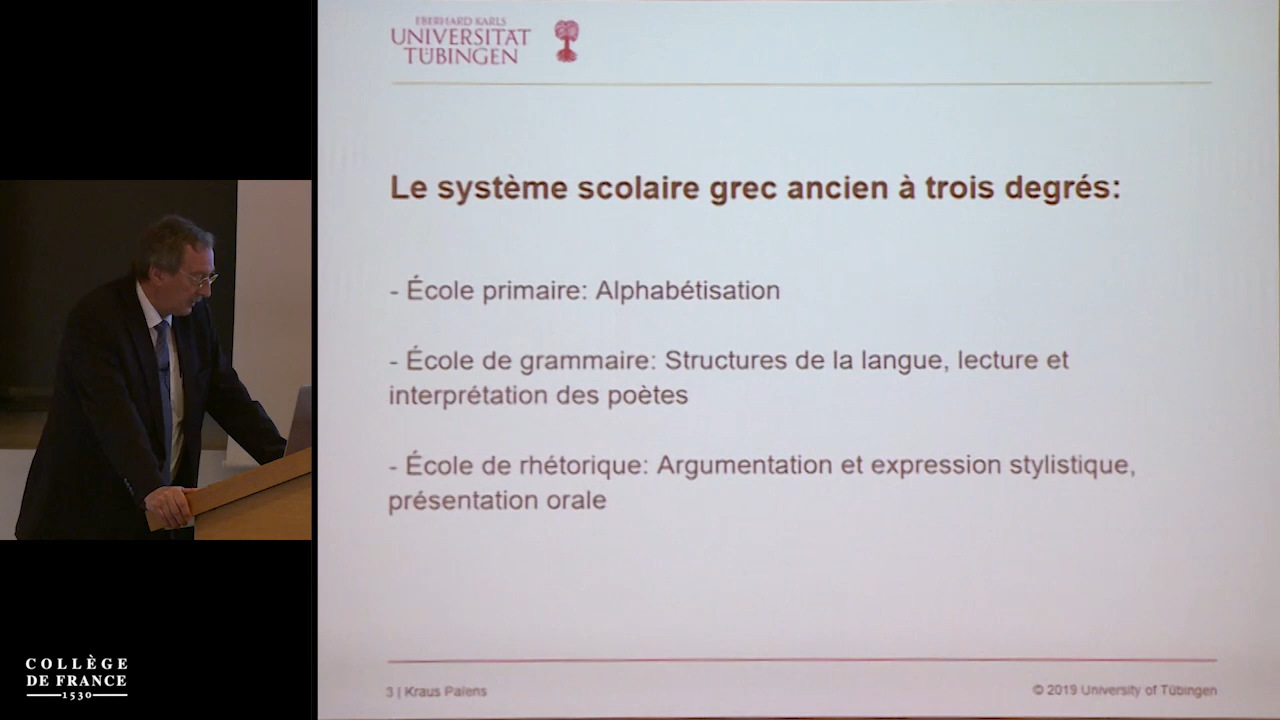 EBERHARD KARLS
UNIVERSITÄT
TÜBINGEN
Le système scolaire grec ancien à trois degrés:
- École primaire: Alphabétisation
- École de grammaire: Structures de la langue, lecture et
interprétation des poètes
- École de rhétorique: Argumentation et expression stylistique,
présentation orale
3 | Kraus Palens
© 2019 University of Tübingen
COLLÈGE
DE FRANCE
1530